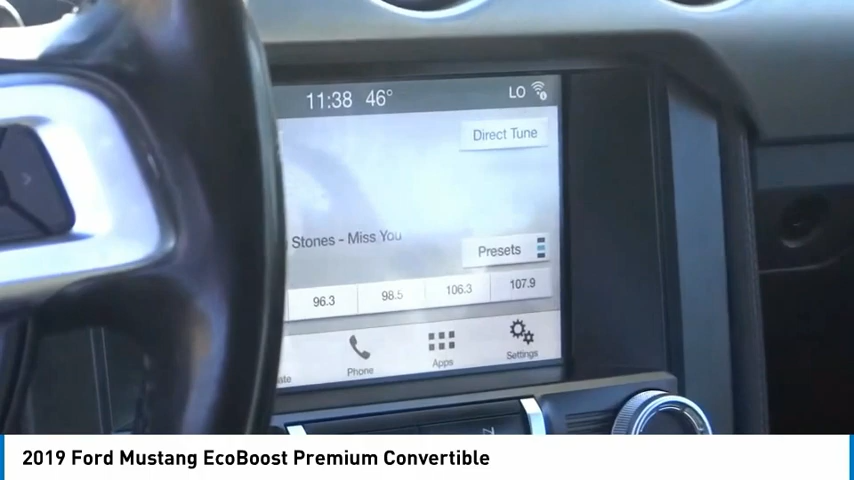 11:38 46° LO
Direct Tune
Stones - Miss You
Presets
96.3 98.5 106.3 107.9
Phone Apps Settings
2019 Ford Mustang EcoBoost Premium Convertible